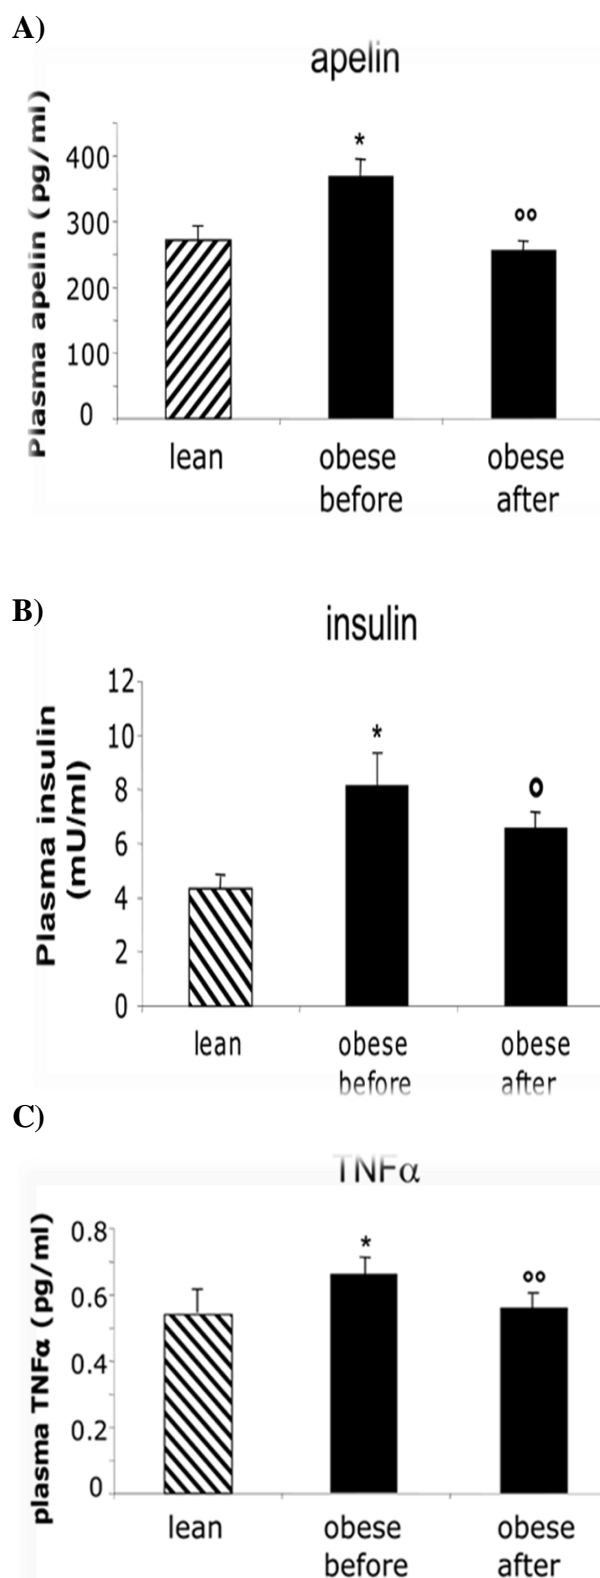 A)
apelin
Plasma apelin (pg/ml)
400
300
200
100
0
*
°°
lean
obese before
obese after
B)
insulin
Plasma insulin (mU/ml)
12
10
8
6
4
2
0
*
o
lean
obese before
obese after
C)
TNFα
plasma TNFα (pg/ml)
0.8
0.6
0.4
0.2
0
*
°°
lean
obese before
obese after